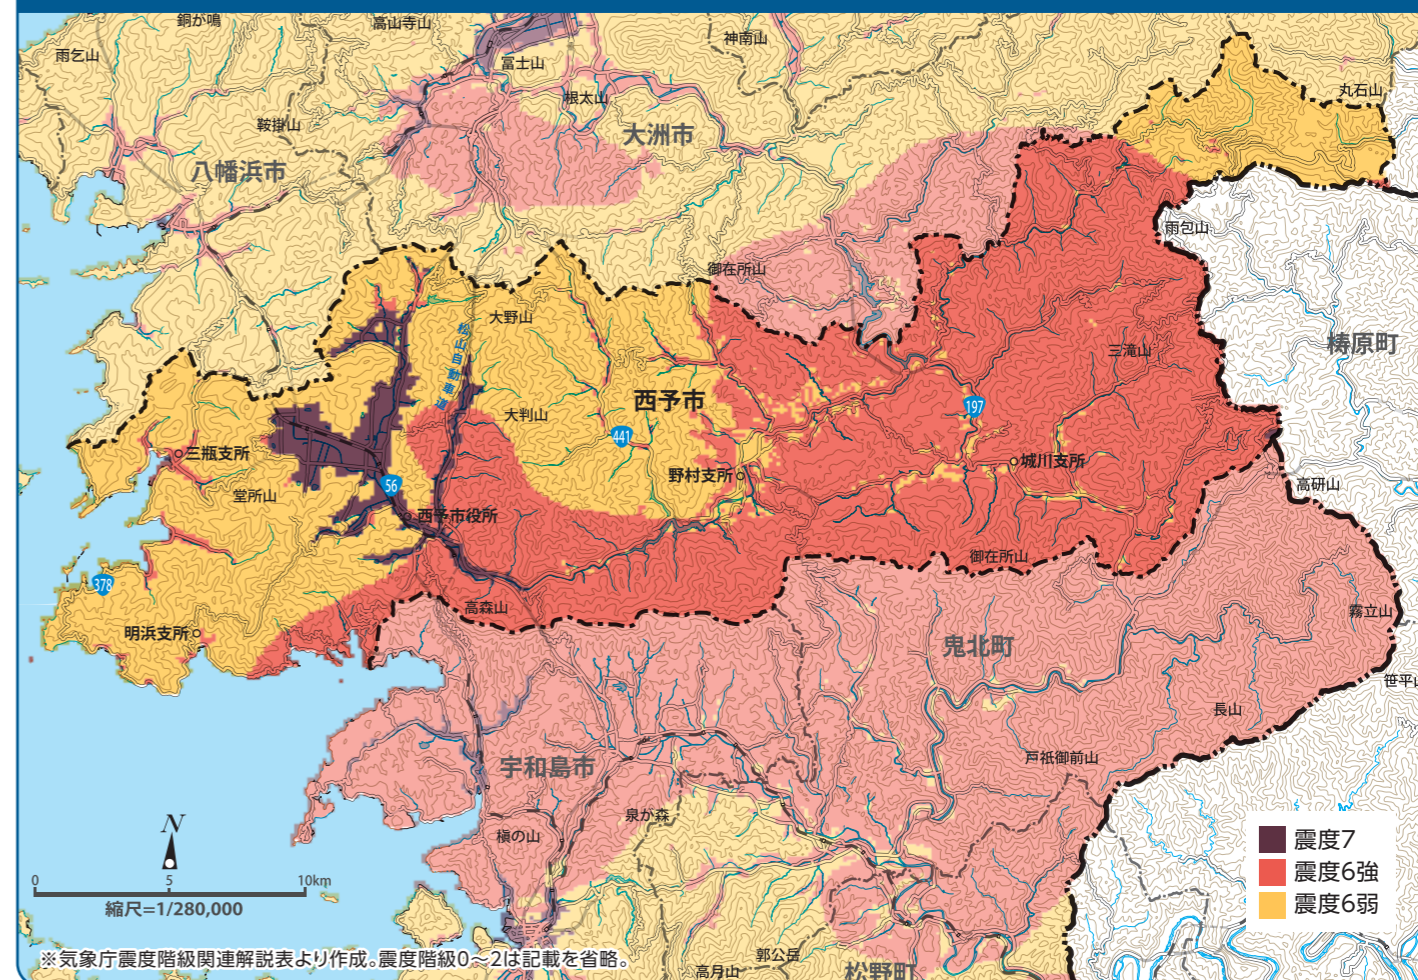 銅が鳴
高山寺山
神南山
雨乞山
冨士山
丸石山
根太山
鞍掛山
大洲市
八幡浜市
雨包山
御在所山
大野山
松山自動車道
三滝山
梼原町
西予市
大判山
197
441
三瓶支所
野村支所
城川支所
56
高研山
堂所山
西予市役所
御在所山
378
高森山
霧立山
明浜支所
鬼北町
笹平山
長山
戸祇御前山
宇和島市
泉が森
槇の山
N
0 5 10km
縮尺=1/280,000
震度7
震度6強
震度6弱
郭公岳
※気象庁震度階級関連解説表より作成。震度階級0～2は記載を省略。
高月山
松野町